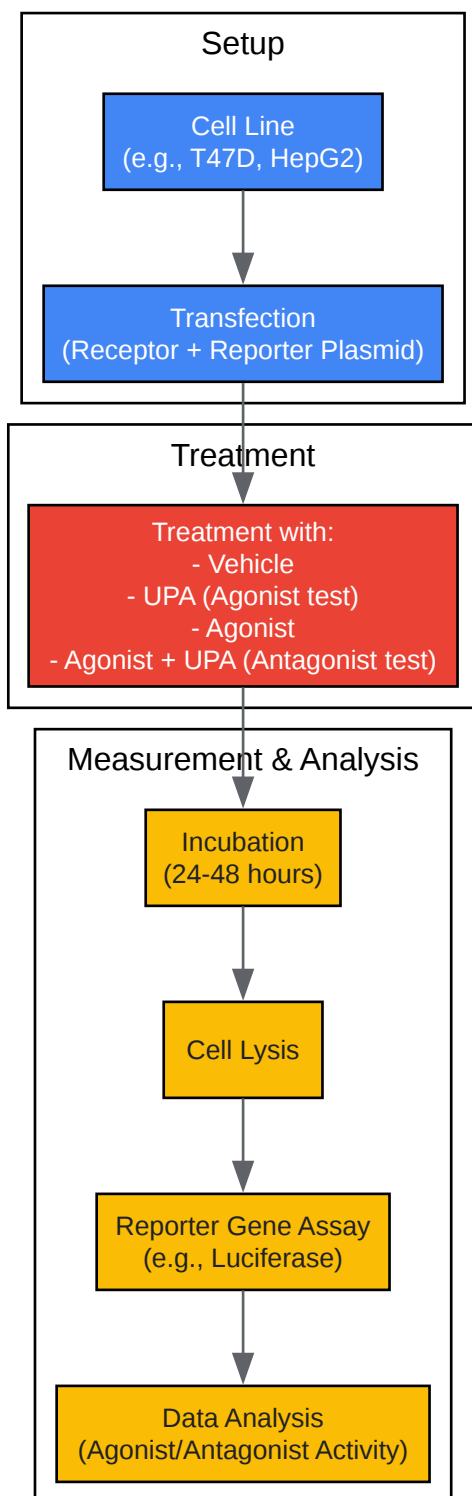 Setup
Cell Line
(e.g., T47D, HepG2)
Transfection
(Receptor + Reporter Plasmid)
Treatment
Treatment with:
- Vehicle
- UPA (Agonist test)
- Agonist
- Agonist + UPA (Antagonist test)
Measurement & Analysis
Incubation
(24-48 hours)
Cell Lysis
Reporter Gene Assay
(e.g., Luciferase)
Data Analysis
(Agonist/Antagonist Activity)